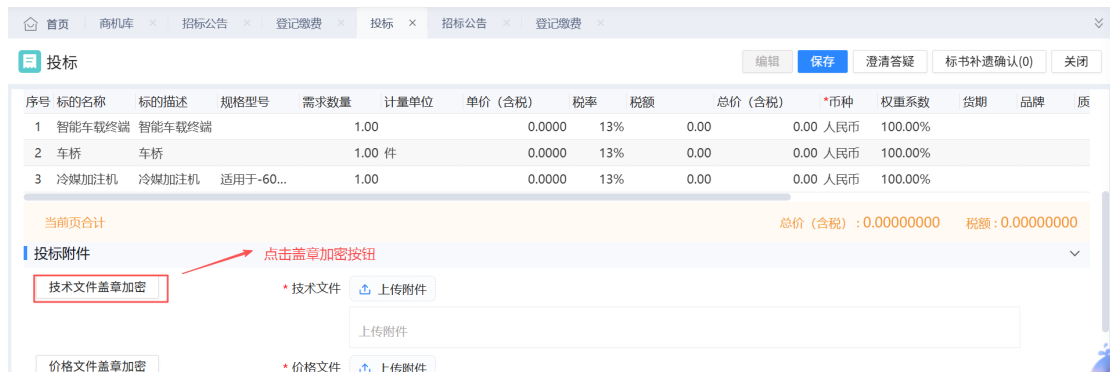 首页 商机库 × 招标公告 × 登记缴费 × 投标 × 招标公告 × 登记缴费 ×
投标 编辑 保存 澄清答疑 标书补遗确认(0) 关闭
序号 标的名称 标的描述 规格型号 需求数量 计量单位 单价（含税） 税率 税额 总价（含税） *币种 权重系数 货期 品牌 质
1 智能车载终端 智能车载终端 1.00 0.0000 13% 0.00 0.00 人民币 100.00%
2 车桥 车桥 1.00 件 0.0000 13% 0.00 0.00 人民币 100.00%
3 冷媒加注机 冷媒加注机 适用于-60... 1.00 0.0000 13% 0.00 0.00 人民币 100.00%
当前页合计 总价（含税）: 0.00000000 税额 : 0.00000000
投标附件 点击盖章加密按钮
技术文件盖章加密 * 技术文件 上传附件
上传附件
价格文件盖章加密 * 价格文件 上传附件